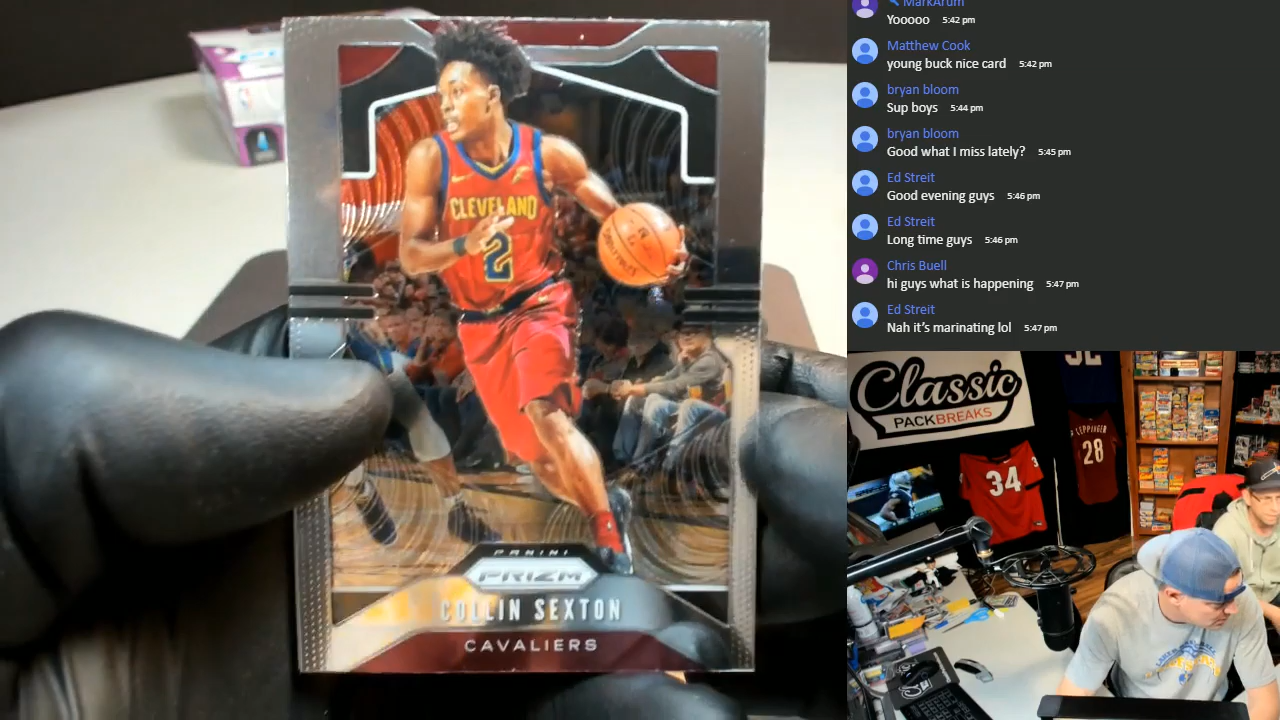 CLEVELAND
2
PANINI
PRIZM
COLLIN SEXTON
CAVALIERS
MarkArum
Yooooo 5:42 pm
Matthew Cook
young buck nice card 5:42 pm
bryan bloom
Sup boys 5:44 pm
bryan bloom
Good what I miss lately? 5:45 pm
Ed Streit
Good evening guys 5:46 pm
Ed Streit
Long time guys 5:46 pm
Chris Buell
hi guys what is happening 5:47 pm
Ed Streit
Nah it's marinating lol 5:47 pm
Classic
PACKBREAKS
34
LEPPINGER
28